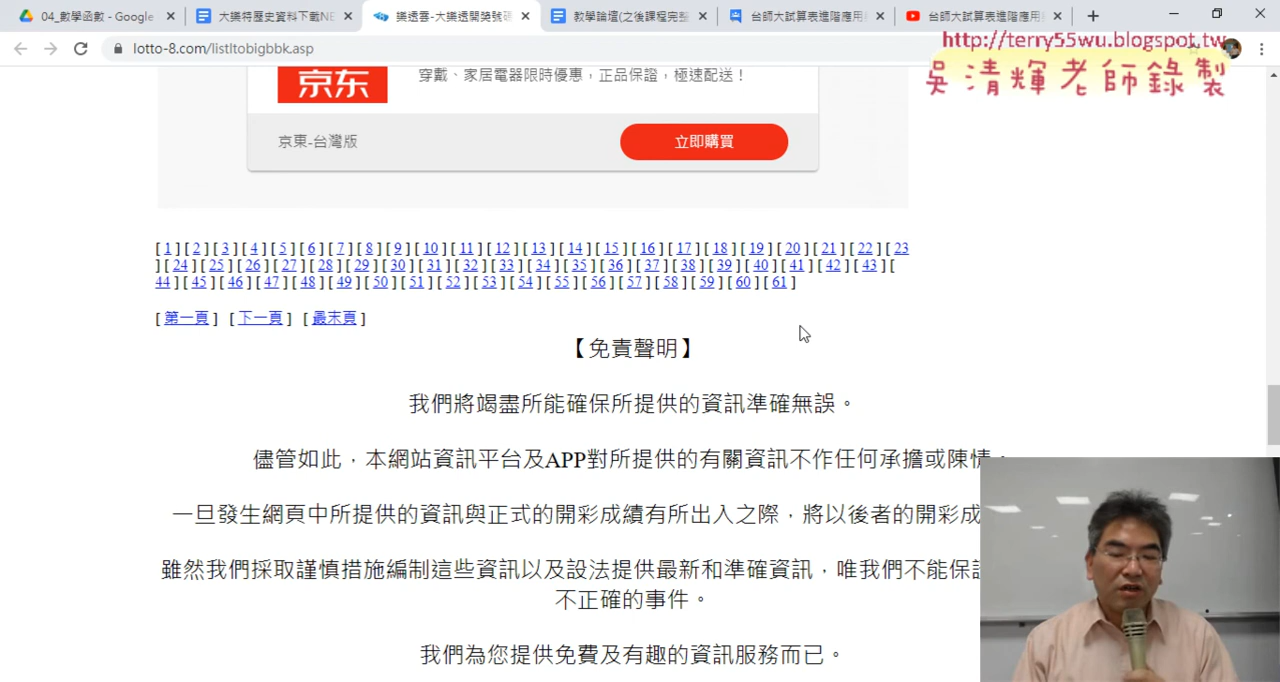 04_數學函數 - Google
大樂特歷史資料下載NE
樂透雲-大樂透開獎號碼
教學論壇(之後課程完整
台師大試算表進階應用
台師大試算表進階應用
lotto-8.com/listltobigbbk.asp
http://terry55wu.blogspot.tw
吳清輝老師錄製
京东
穿戴、家居電器限時優惠，正品保證，極速配送！
京東-台灣版
立即購買
[ 1 ] [ 2 ] [ 3 ] [ 4 ] [ 5 ] [ 6 ] [ 7 ] [ 8 ] [ 9 ] [ 10 ] [ 11 ] [ 12 ] [ 13 ] [ 14 ] [ 15 ] [ 16 ] [ 17 ] [ 18 ] [ 19 ] [ 20 ] [ 21 ] [ 22 ] [ 23
] [ 24 ] [ 25 ] [ 26 ] [ 27 ] [ 28 ] [ 29 ] [ 30 ] [ 31 ] [ 32 ] [ 33 ] [ 34 ] [ 35 ] [ 36 ] [ 37 ] [ 38 ] [ 39 ] [ 40 ] [ 41 ] [ 42 ] [ 43 ] [
44 ] [ 45 ] [ 46 ] [ 47 ] [ 48 ] [ 49 ] [ 50 ] [ 51 ] [ 52 ] [ 53 ] [ 54 ] [ 55 ] [ 56 ] [ 57 ] [ 58 ] [ 59 ] [ 60 ] [ 61 ]
[ 第一頁 ] [ 下一頁 ] [ 最末頁 ]
【免責聲明】
我們將竭盡所能確保所提供的資訊準確無誤。
儘管如此，本網站資訊平台及APP對所提供的有關資訊不作任何承擔或陳情。
一旦發生網頁中所提供的資訊與正式的開彩成績有所出入之際，將以後者的開彩成
雖然我們採取謹慎措施編制這些資訊以及設法提供最新和準確資訊，唯我們不能保證
不正確的事件。
我們為您提供免費及有趣的資訊服務而已。